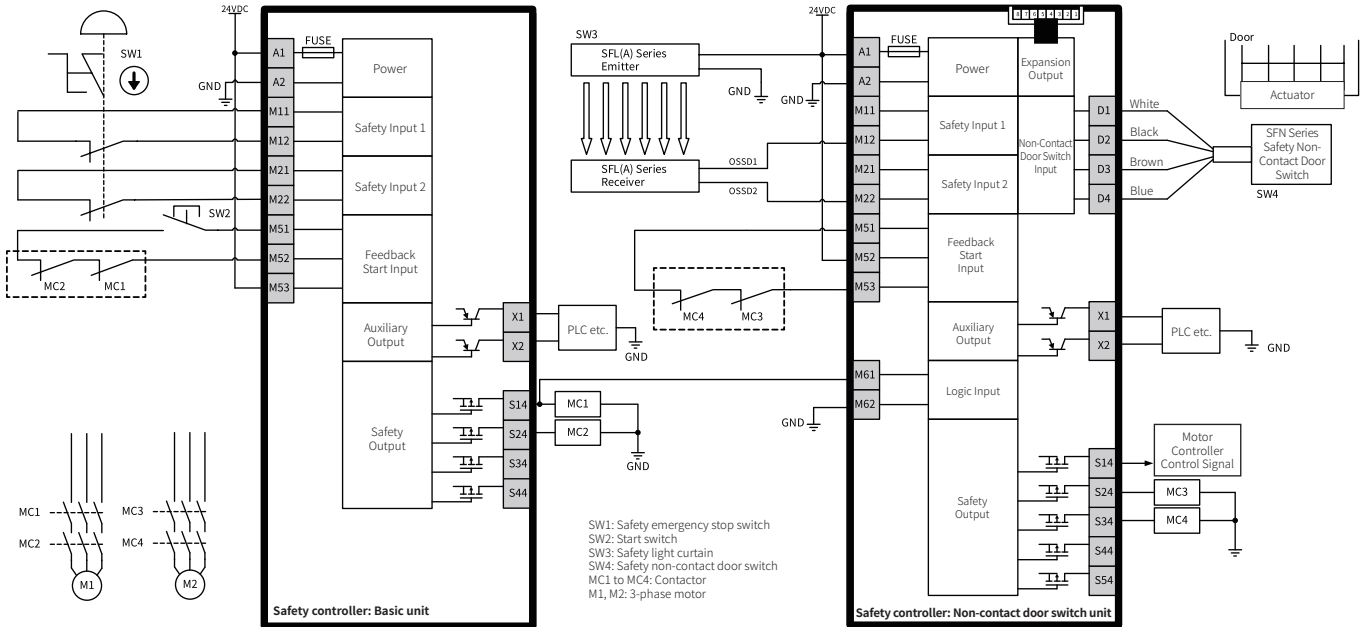 24VDC
SW1
GND
A1
A2
M11
M12
M21
M22
M51
M52
M53
FUSE
Power
Safety Input 1
Safety Input 2
Feedback
Start Input
Auxiliary
Output
Safety
Output
SW2
MC2
MC1
X1
X2
PLC etc.
GND
S14
S24
S34
S44
MC1
MC2
GND
MC1
MC2
M1
MC3
MC4
M2
Safety controller: Basic unit
SW3
SFL(A) Series
Emitter
GND
SFL(A) Series
Receiver
OSSD1
OSSD2
MC4
MC3
GND
SW1: Safety emergency stop switch
SW2: Start switch
SW3: Safety light curtain
SW4: Safety non-contact door switch
MC1 to MC4: Contactor
M1, M2: 3-phase motor
24VDC
GND
A1
A2
M11
M12
M21
M22
M51
M52
M53
M61
M62
FUSE
Power
Safety Input 1
Safety Input 2
Feedback
Start
Input
Auxiliary
Output
Logic Input
Safety
Output
8 7 6 5 4 3 2 1
Expansion
Output
Non-Contact
Door Switch
Input
D1
D2
D3
D4
White
Black
Brown
Blue
Door
Actuator
SFN Series
Safety Non-
Contact Door
Switch
SW4
X1
X2
PLC etc.
GND
S14
S24
S34
S44
S54
Motor
Controller
Control Signal
MC3
MC4
Safety controller: Non-contact door switch unit